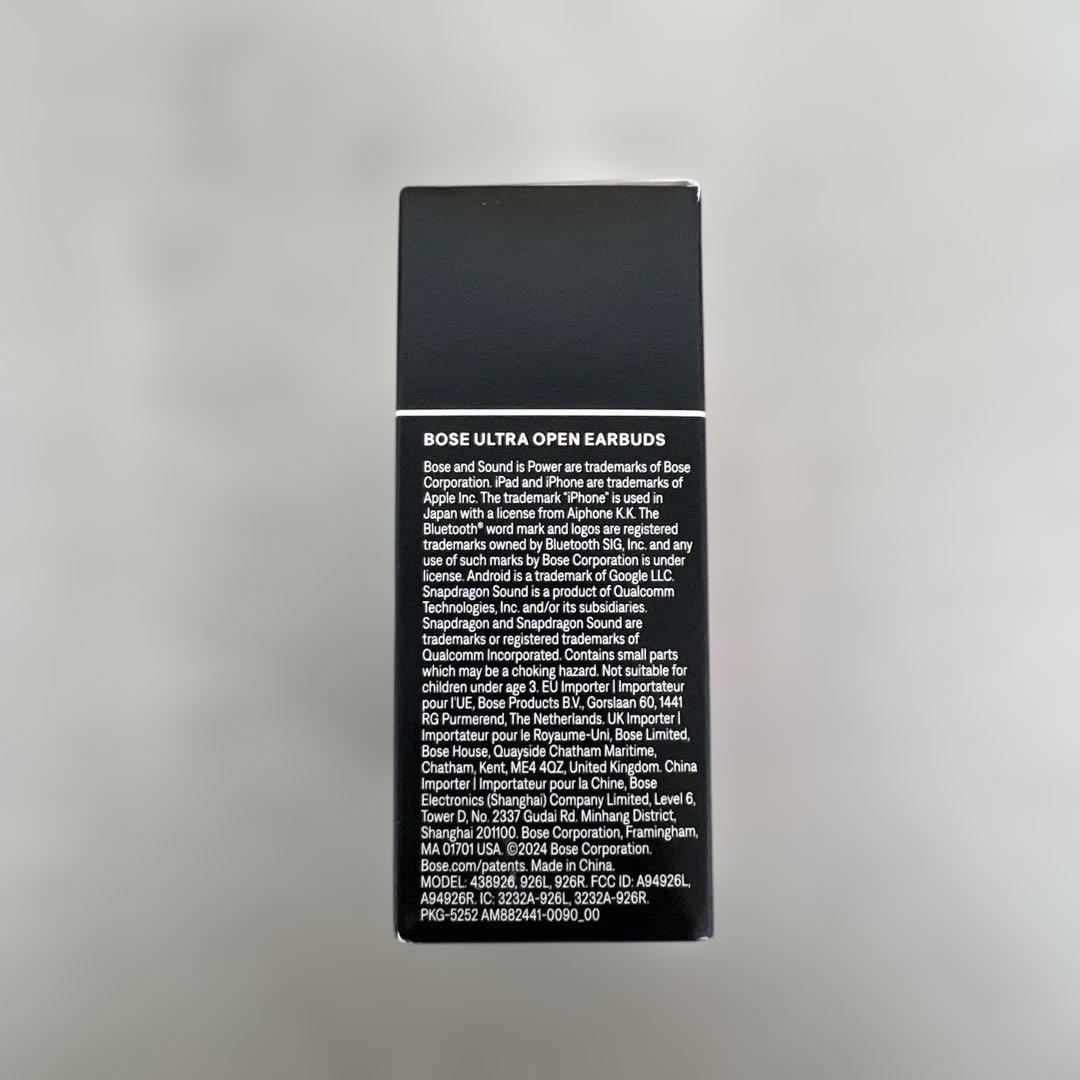 BOSE ULTRA OPEN EARBUDS
Bose and Sound is Power are trademarks of Bose
Corporation. iPad and iPhone are trademarks of
Apple Inc. The trademark "iPhone" is used in
Japan with a license from Aiphone K.K. The
Bluetooth® word mark and logos are registered
trademarks owned by Bluetooth SIG, Inc. and any
use of such marks by Bose Corporation is under
license. Android is a trademark of Google LLC.
Snapdragon Sound is a product of Qualcomm
Technologies, Inc. and/or its subsidiaries.
Snapdragon and Snapdragon Sound are
trademarks or registered trademarks of
Qualcomm Incorporated. Contains small parts
which may be a choking hazard. Not suitable for
children under age 3. EU Importer | Importateur
pour l'UE, Bose Products B.V., Gorslaan 60, 1441
RG Purmerend, The Netherlands. UK Importer |
Importateur pour le Royaume-Uni, Bose Limited,
Bose House, Quayside Chatham Maritime,
Chatham, Kent, ME4 4QZ, United Kingdom. China
Importer | Importateur pour la Chine, Bose
Electronics (Shanghai) Company Limited, Level 6,
Tower D, No. 2337 Gudai Rd. Minhang District,
Shanghai 201100. Bose Corporation, Framingham,
MA 01701 USA. ©2024 Bose Corporation.
Bose.com/patents. Made in China.
MODEL: 438926, 926L, 926R. FCC ID: A94926L,
A94926R. IC: 3232A-926L, 3232A-926R.
PKG-5252 AM882441-0090_00